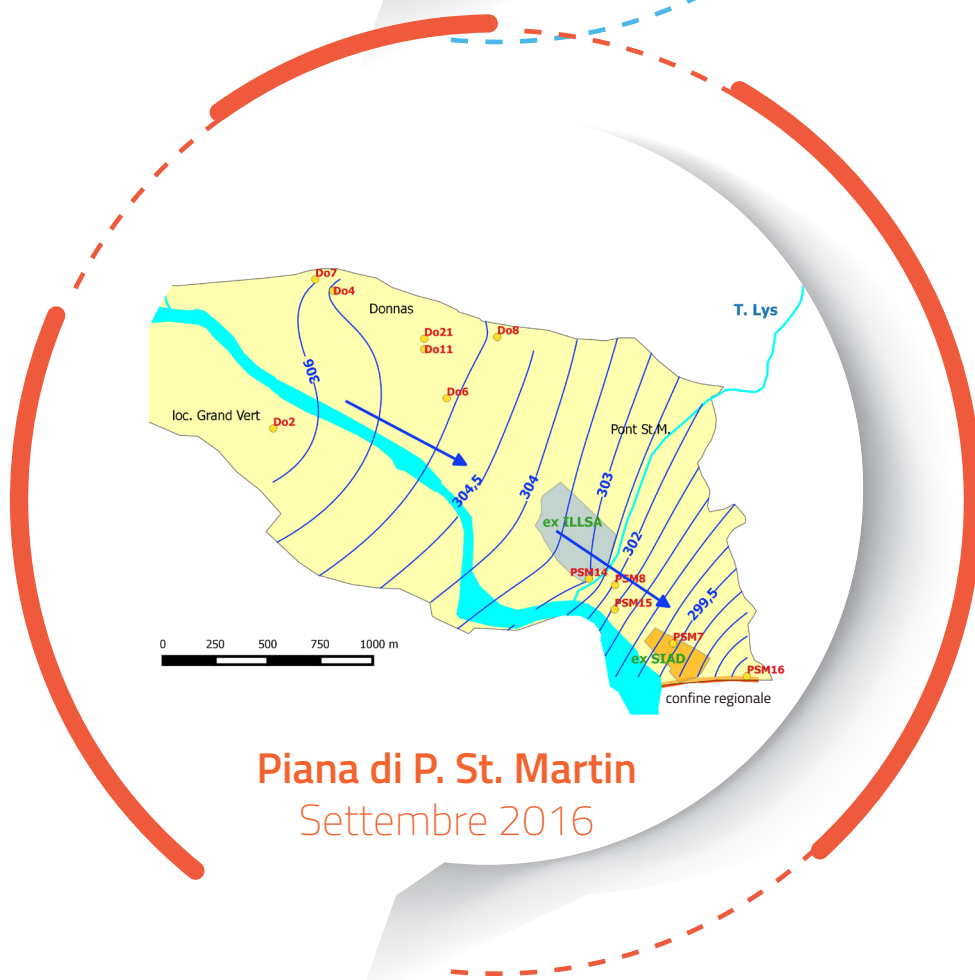 Do7
Do4
Donnas
T. Lys
Do21
Do11
Do8
306
Do6
loc. Grand Vert
Do2
Pont St.M.
304,5
304
303
ex ILLSA
302
PSM14
PSM8
PSM15
299,5
PSM7
ex SIAD
PSM16
0 250 500 750 1000 m
confine regionale
Piana di P. St. Martin
Settembre 2016